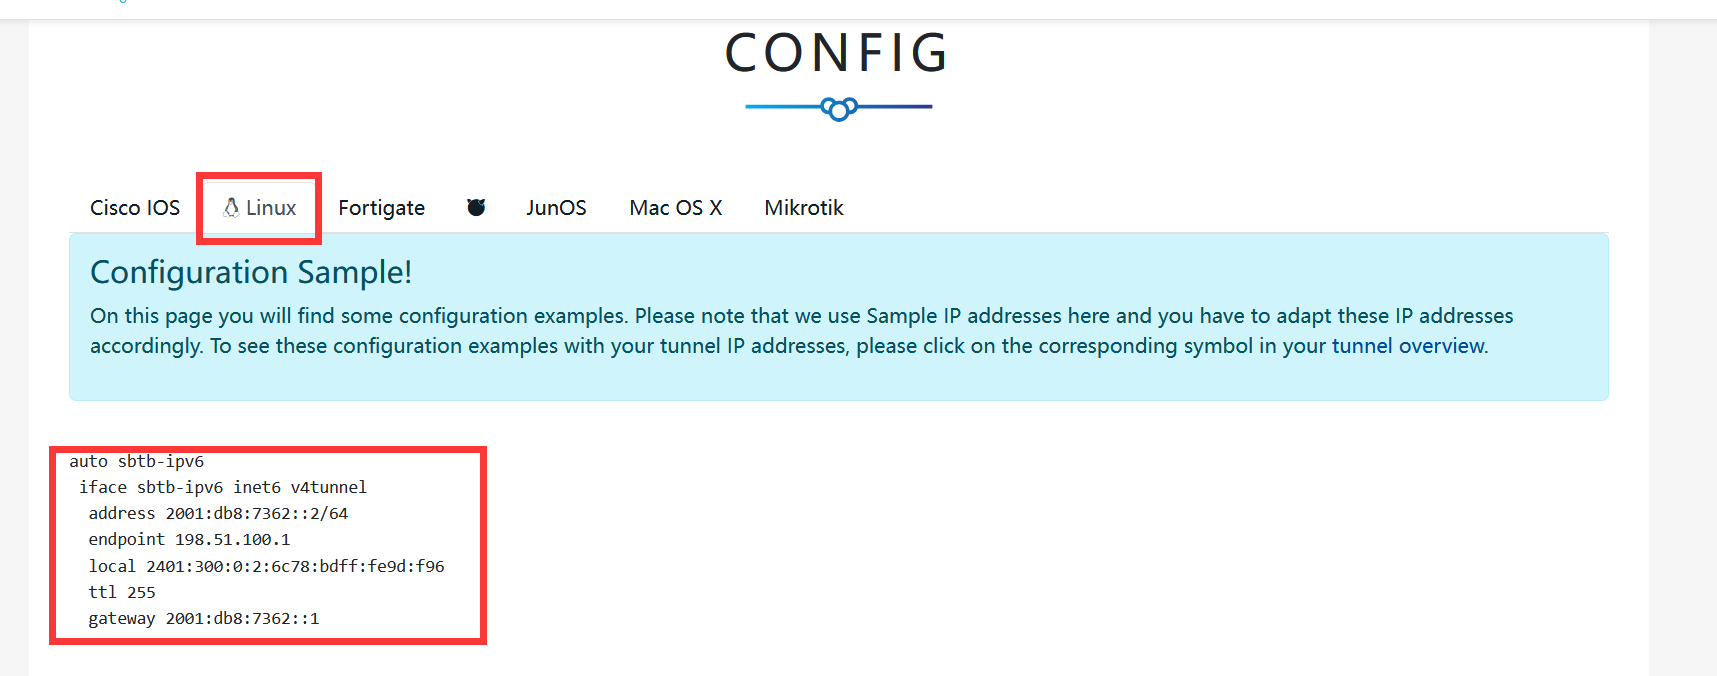 CONFIG
Cisco IOS Linux Fortigate JunOS Mac OS X Mikrotik
Configuration Sample!
On this page you will find some configuration examples. Please note that we use Sample IP addresses here and you have to adapt these IP addresses
accordingly. To see these configuration examples with your tunnel IP addresses, please click on the corresponding symbol in your tunnel overview.
auto sbtb-ipv6
iface sbtb-ipv6 inet6 v4tunnel
address 2001:db8:7362::2/64
endpoint 198.51.100.1
local 2401:300:0:2:6c78:bdff:fe9d:f96
ttl 255
gateway 2001:db8:7362::1